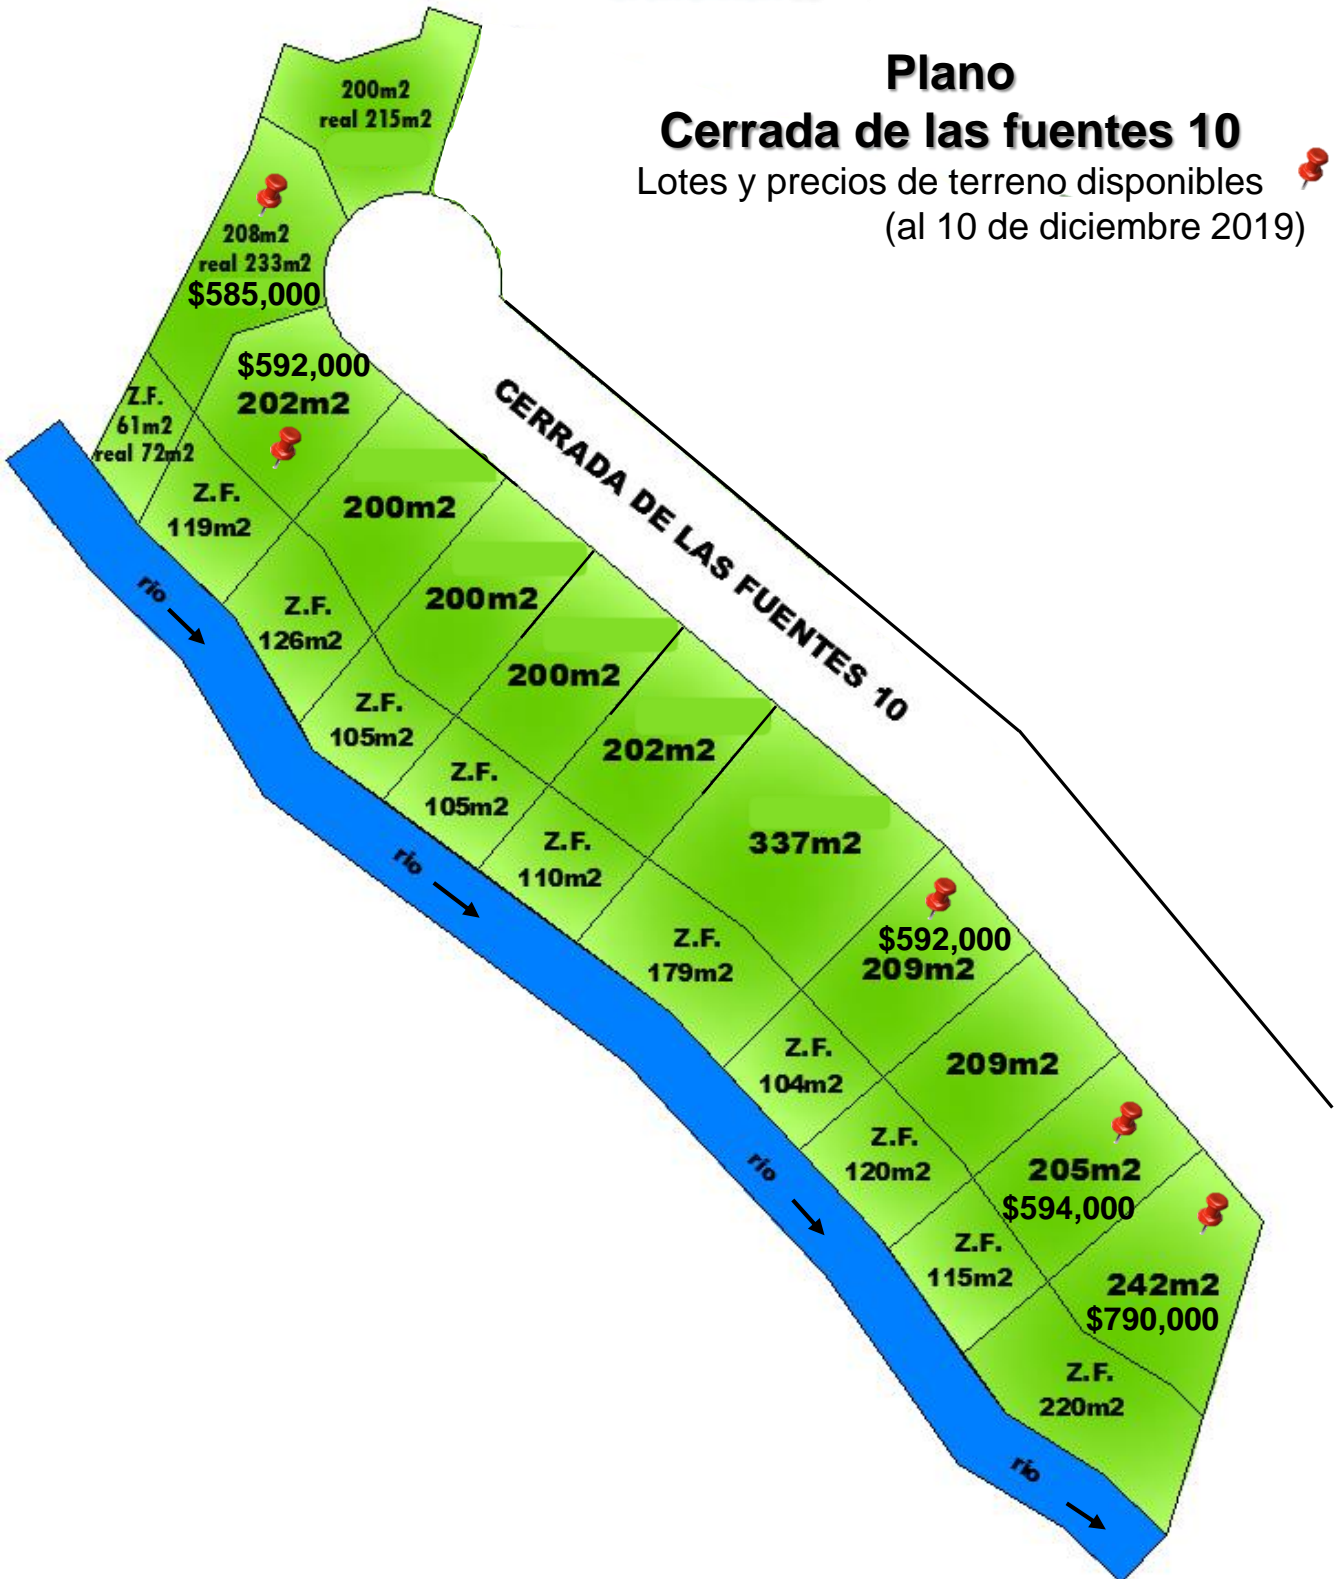 Plano
Cerrada de las fuentes 10
Lotes y precios de terreno disponibles
(al 10 de diciembre 2019)
200m2
real 215m2
208m2
real 233m2
$585,000
$592,000
202m2
Z.F.
61m2
real 72m2
Z.F.
119m2
CERRADA DE LAS FUENTES 10
200m2
Z.F.
126m2
200m2
Z.F.
105m2
200m2
Z.F.
105m2
202m2
Z.F.
110m2
337m2
Z.F.
179m2
$592,000
209m2
Z.F.
104m2
209m2
Z.F.
120m2
205m2
$594,000
Z.F.
115m2
242m2
$790,000
Z.F.
220m2
río
río
río
río